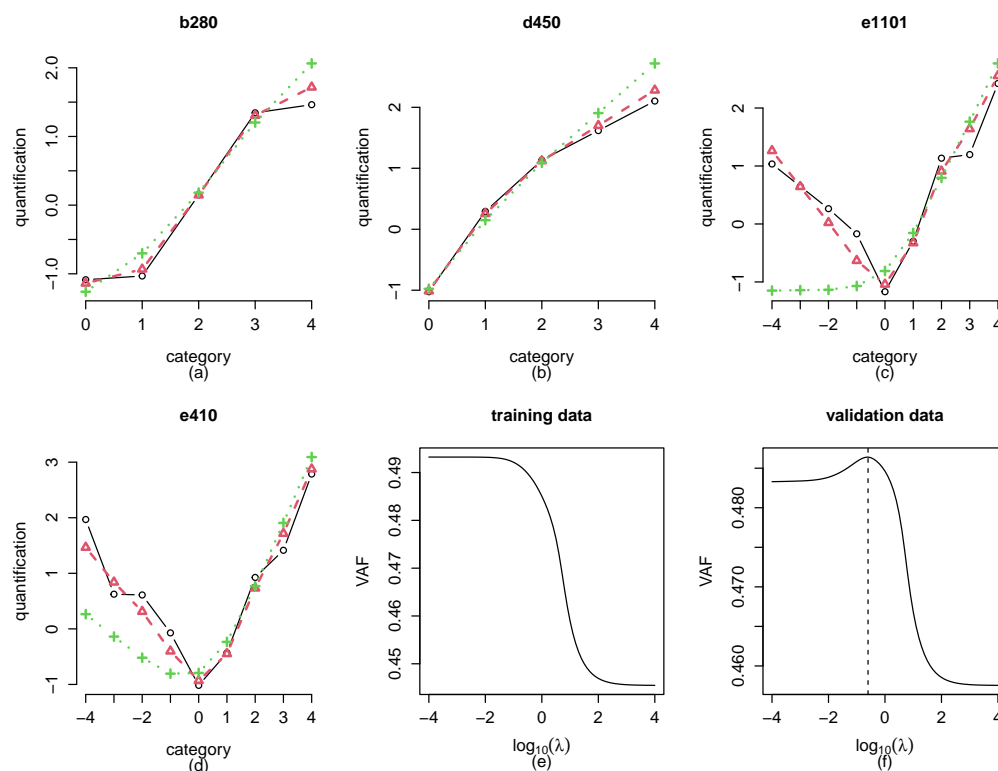 b280
quantification
−1.0
0.0
1.0
2.0
0
1
2
3
4
category
(a)
d450
quantification
−1
0
1
2
0
1
2
3
4
category
(b)
e1101
quantification
−1
0
1
2
−4
−2
0
2
4
category
(c)
e410
quantification
−1
0
1
2
3
−4
−2
0
2
4
category
(d)
training data
VAF
0.45
0.46
0.47
0.48
0.49
−4
−2
0
2
4
log₁₀(λ)
(e)
validation data
VAF
0.460
0.470
0.480
−4
−2
0
2
4
log₁₀(λ)
(f)